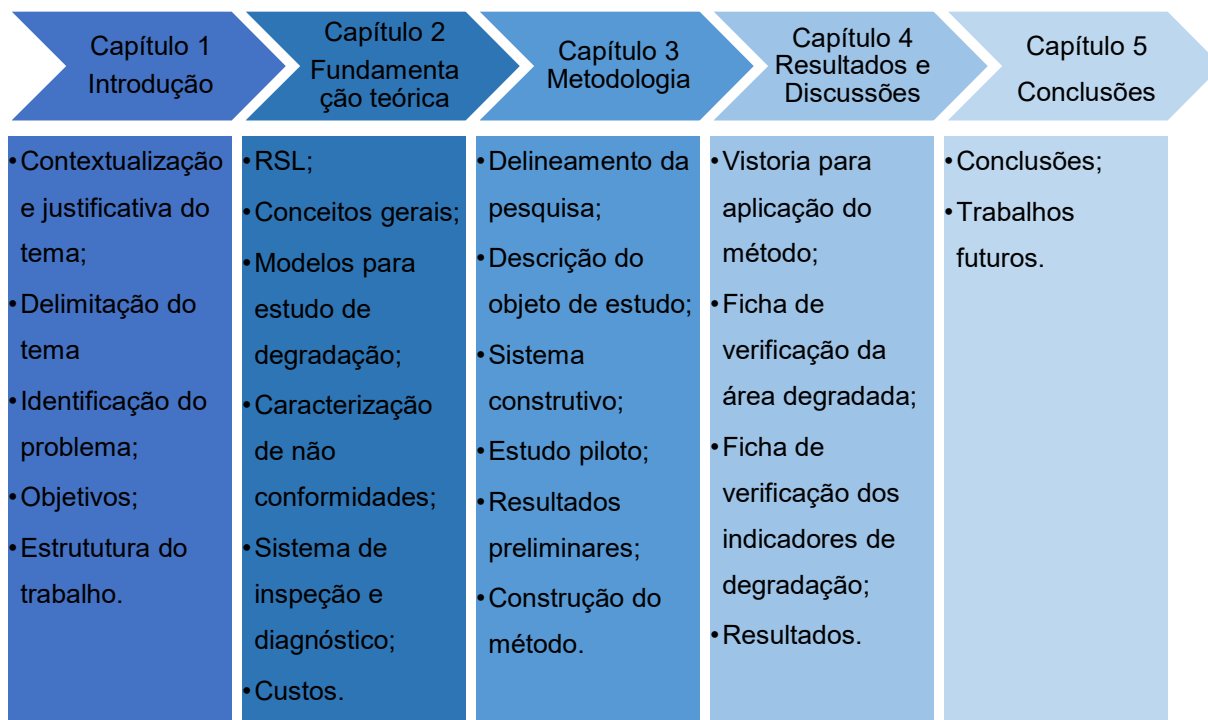 Capítulo 1
Introdução
•Contextualização
e justificativa do
tema;
•Delimitação do
tema
•Identificação do
problema;
•Objetivos;
•Estrututura do
trabalho.
Capítulo 2
Fundamenta
ção teórica
•RSL;
•Conceitos gerais;
•Modelos para
estudo de
degradação;
•Caracterização
de não
conformidades;
•Sistema de
inspeção e
diagnóstico;
•Custos.
Capítulo 3
Metodologia
•Delineamento da
pesquisa;
•Descrição do
objeto de estudo;
•Sistema
construtivo;
•Estudo piloto;
•Resultados
preliminares;
•Construção do
método.
Capítulo 4
Resultados e
Discussões
•Vistoria para
aplicação do
método;
•Ficha de
verificação da
área degradada;
•Ficha de
verificação dos
indicadores de
degradação;
•Resultados.
Capítulo 5
Conclusões
•Conclusões;
•Trabalhos
futuros.